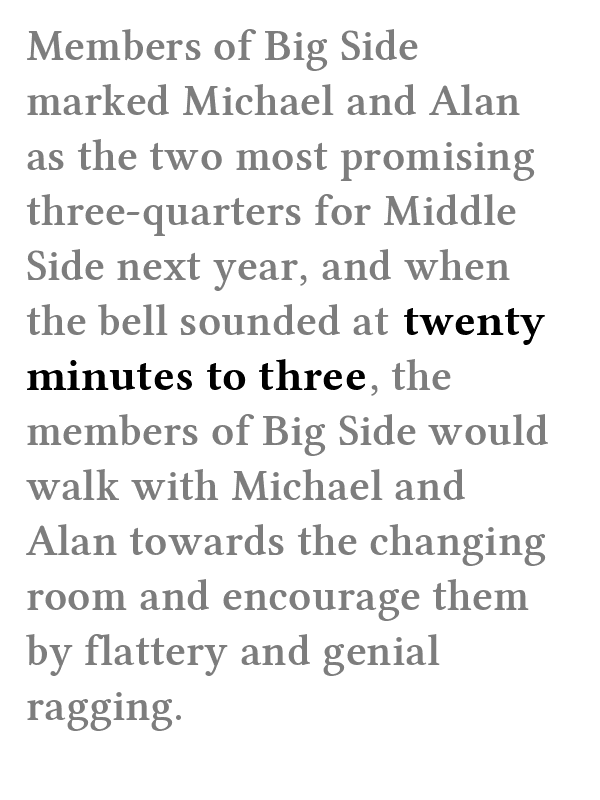 Members of Big Side
marked Michael and Alan
as the two most promising
three-quarters for Middle
Side next year, and when
the bell sounded at twenty
minutes to three, the
members of Big Side would
walk with Michael and
Alan towards the changing
room and encourage them
by flattery and genial
ragging.